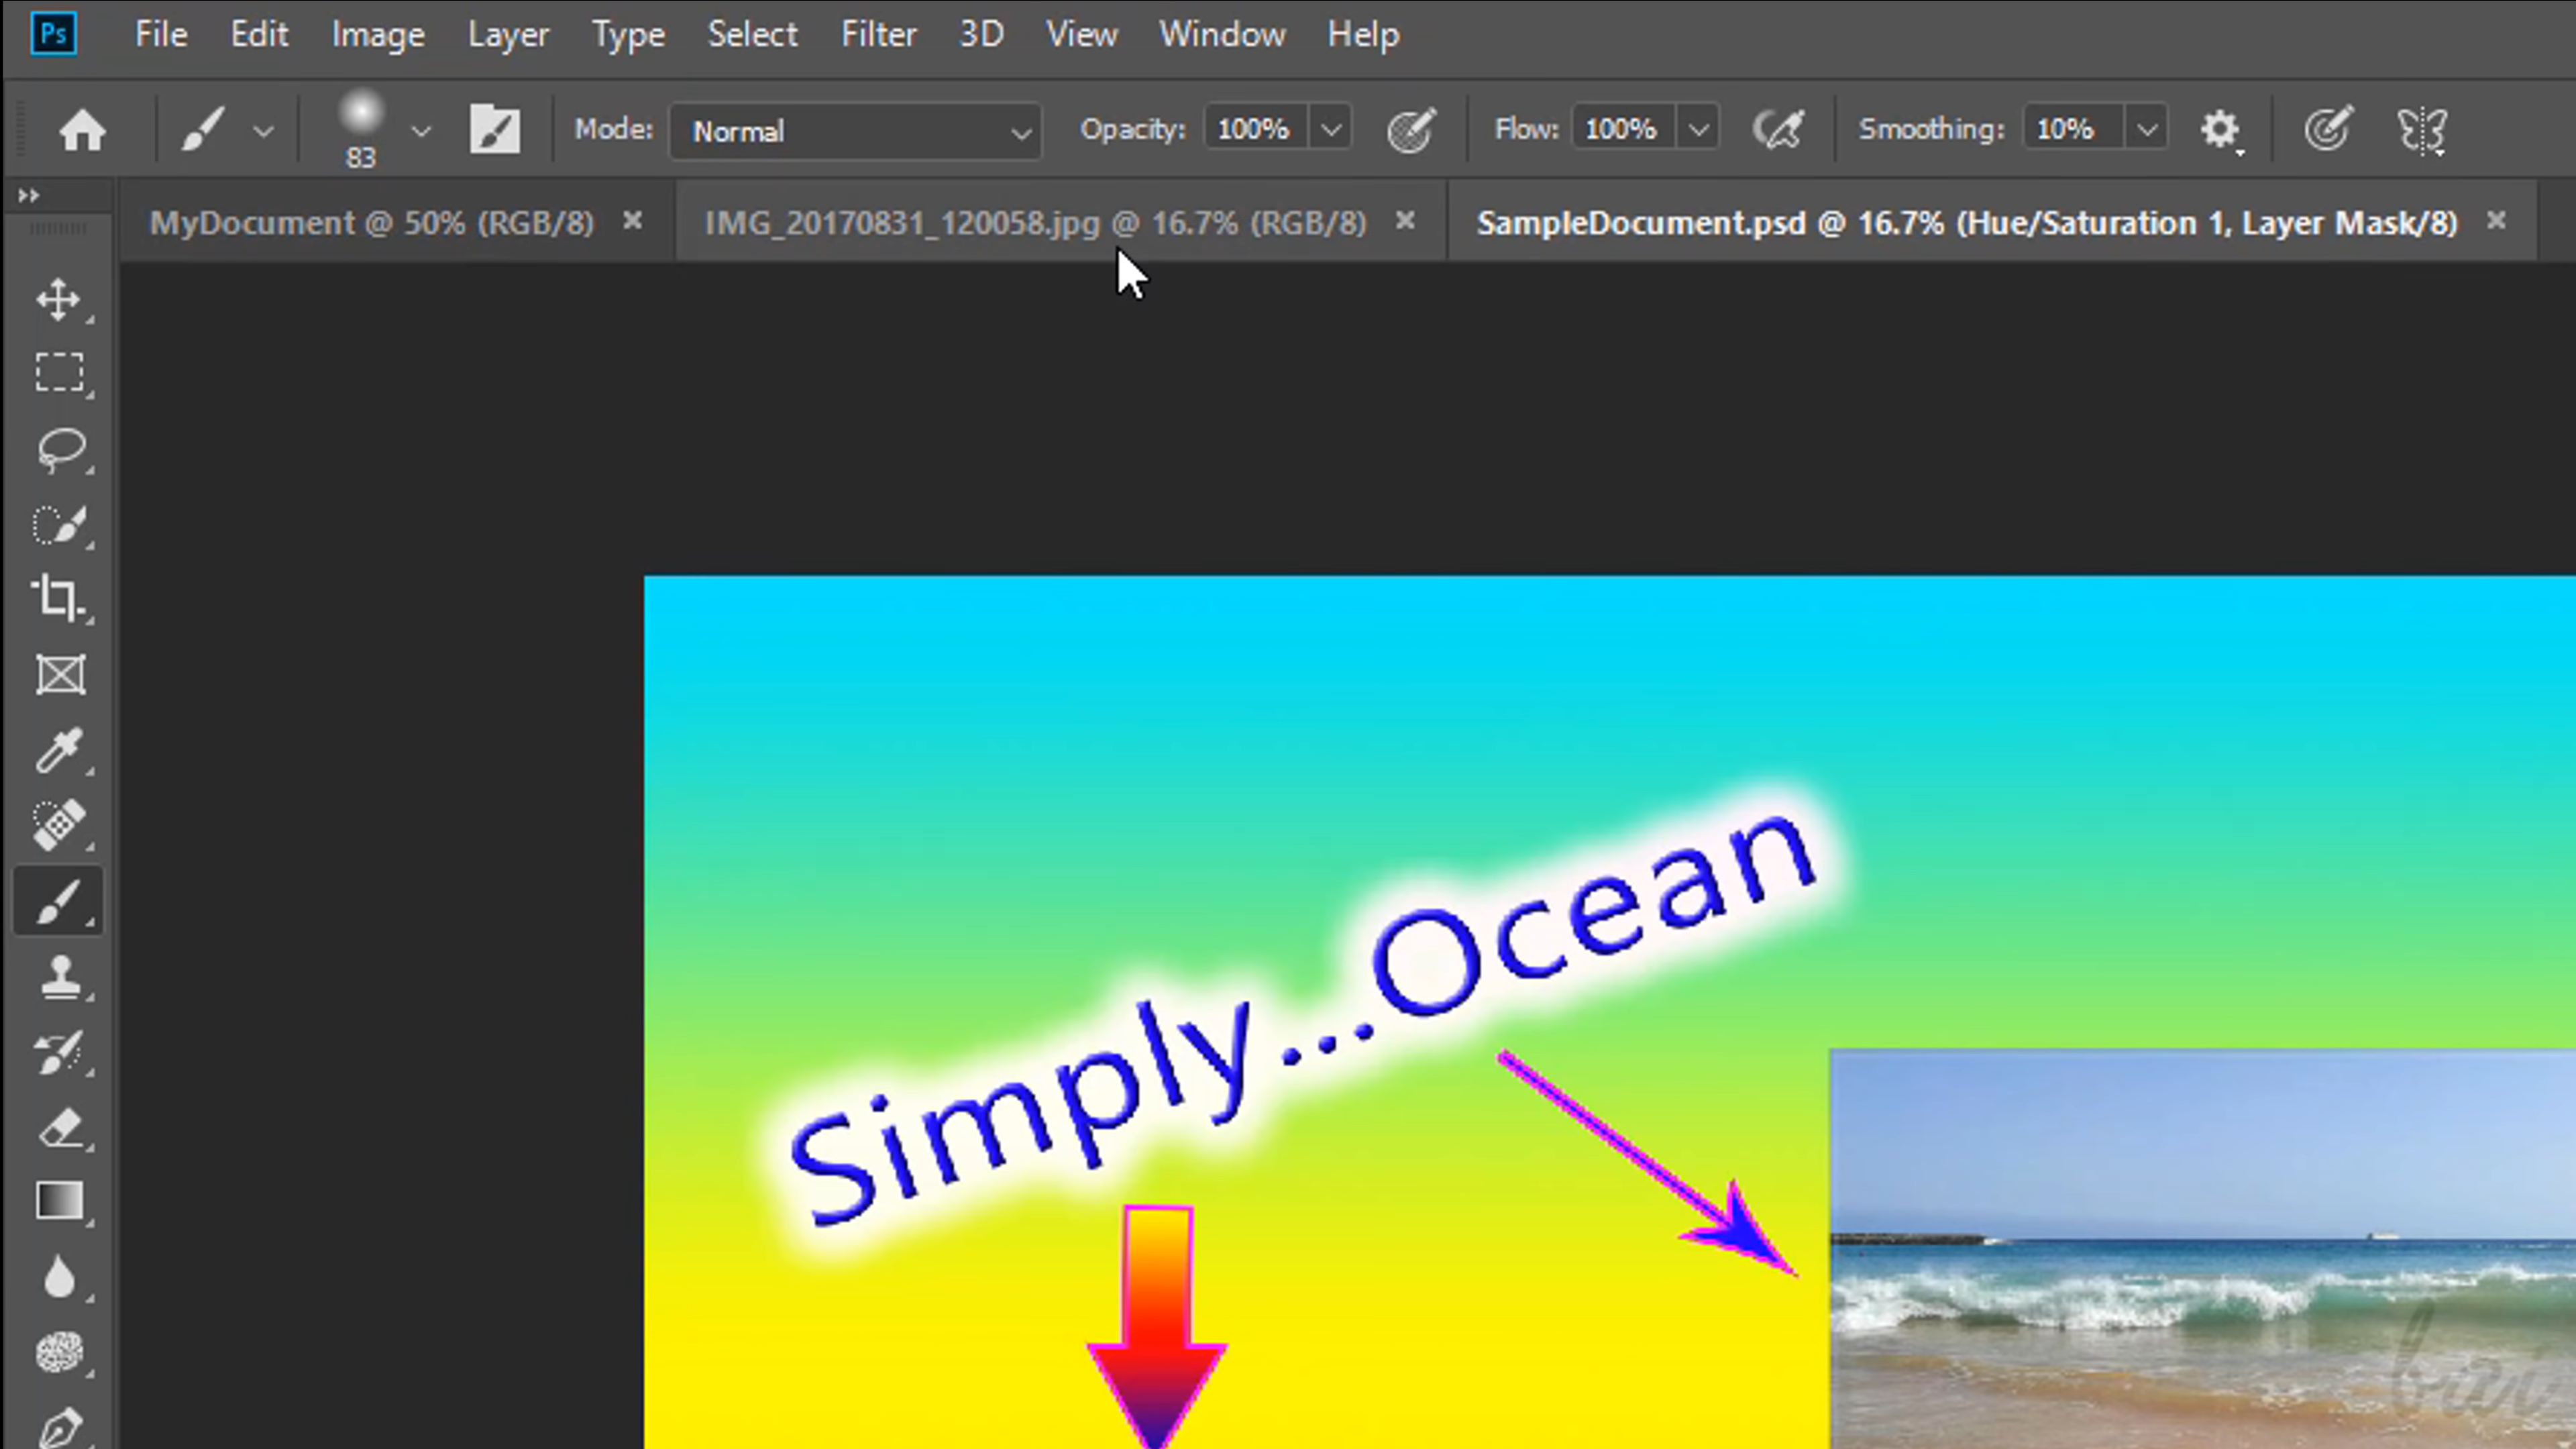 Ps File Edit Image Layer Type Select Filter 3D View Window Help
83 Mode: Normal Opacity: 100% Flow: 100% Smoothing: 10%
MyDocument @ 50% (RGB/8) × IMG_20170831_120058.jpg @ 16.7% (RGB/8) × SampleDocument.psd @ 16.7% (Hue/Saturation 1, Layer Mask/8) ×
Simply...Ocean